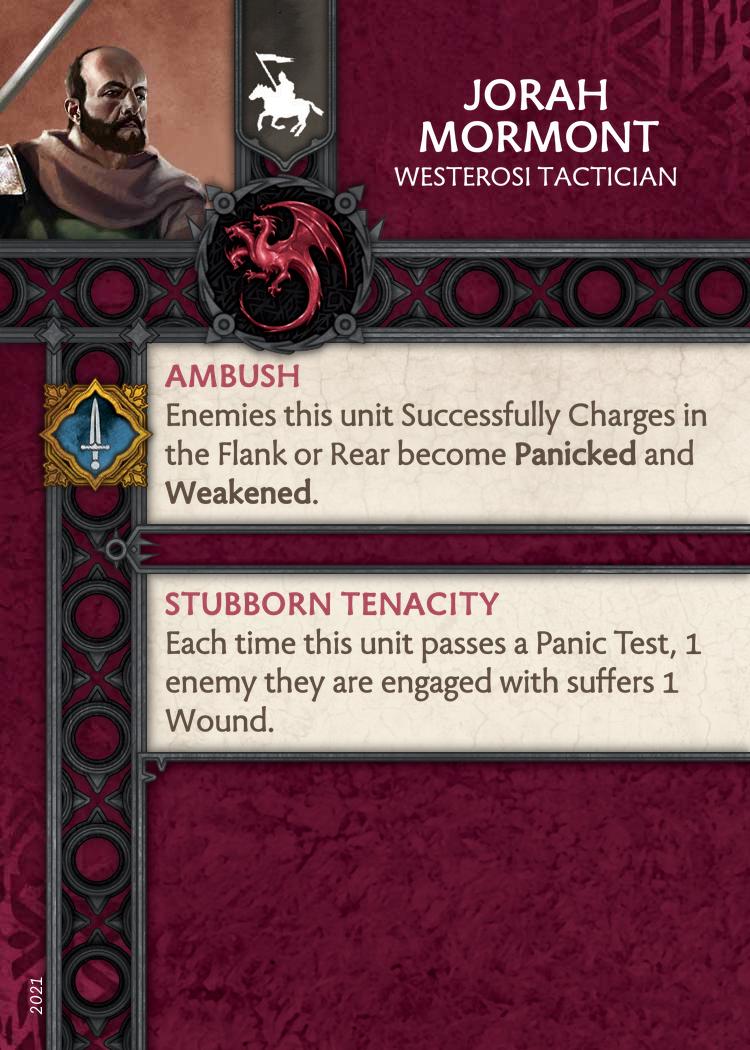 JORAH
MORMONT
WESTEROSI TACTICIAN
AMBUSH
Enemies this unit Successfully Charges in
the Flank or Rear become Panicked and
Weakened.
STUBBORN TENACITY
Each time this unit passes a Panic Test, 1
enemy they are engaged with suffers 1
Wound.
2021